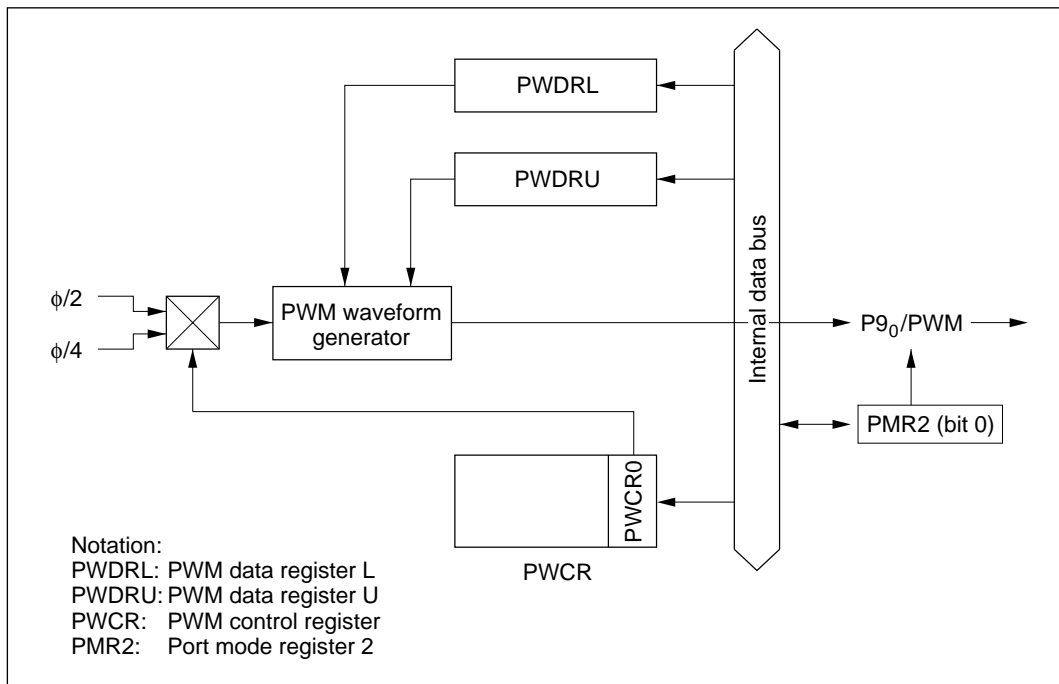 PWDRL
PWDRU
Internal data bus
ϕ/2
ϕ/4
PWM waveform
generator
P9₀/PWM
PMR2 (bit 0)
PWCR0
PWCR
Notation:
PWDRL: PWM data register L
PWDRU: PWM data register U
PWCR: PWM control register
PMR2: Port mode register 2